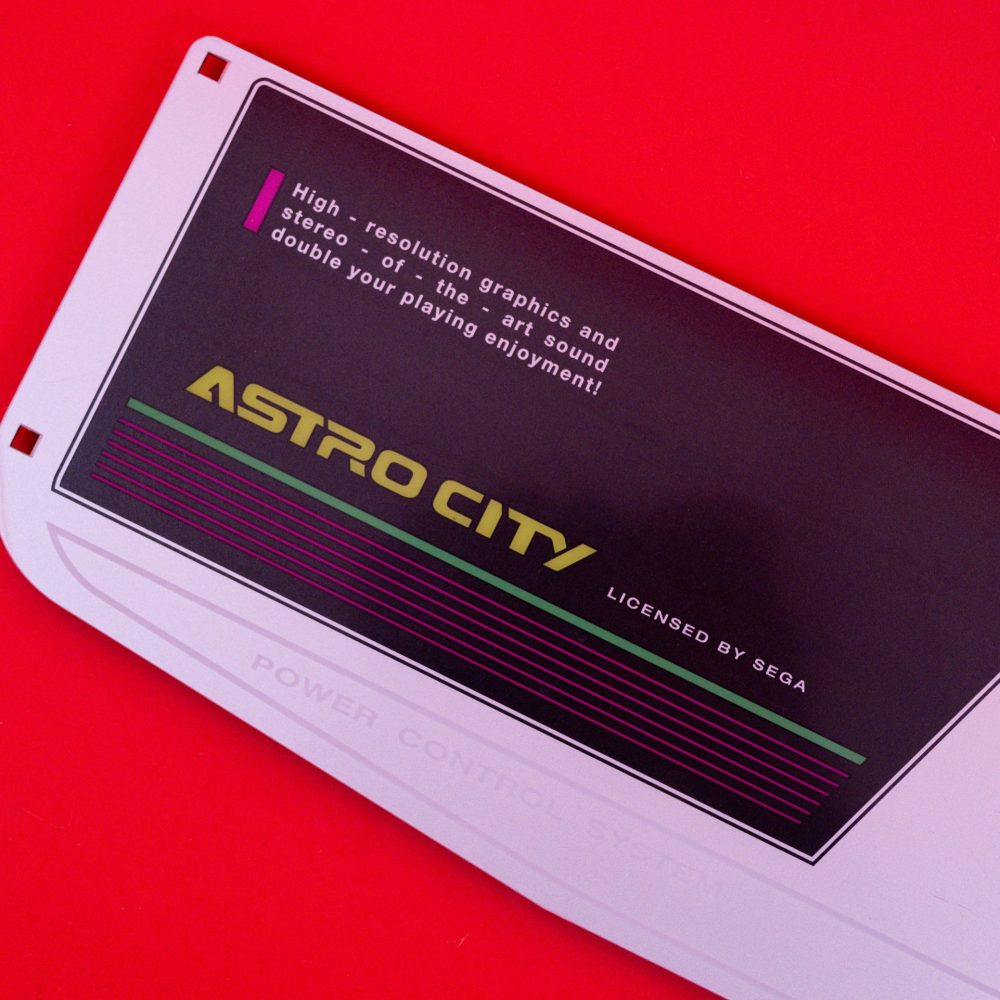 High - resolution graphics and
stereo - of - the - art sound
double your playing enjoyment!
ASTRO CITY
LICENSED BY SEGA
POWER CONTROL SYSTEM